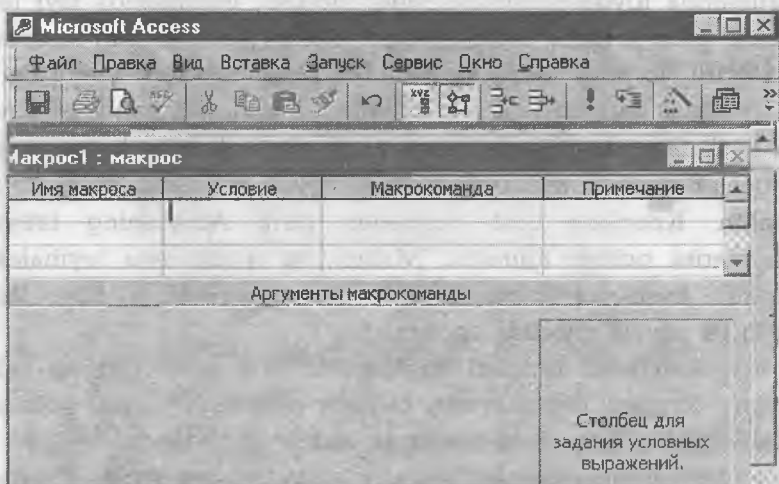 Microsoft Access
Файл Правка Вид Вставка Запуск Сервис Окно Справка
Макрос1 : макрос
Имя макроса Условие Макрокоманда Примечание
Аргументы макрокоманды
Столбец для
задания условных
выражений.